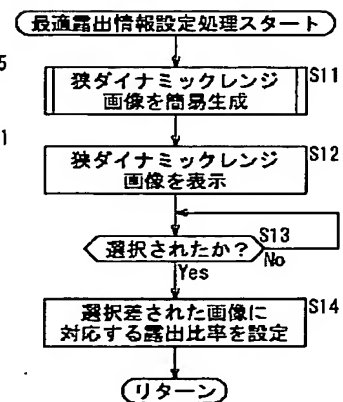 最適露出情報設定処理スタート
5
狭ダイナミックレンジ
画像を簡易生成
S11
1
狭ダイナミックレンジ
画像を表示
S12
選択されたか?
S13
No
Yes
選択差された画像に
対応する露出比率を設定
S14
リターン